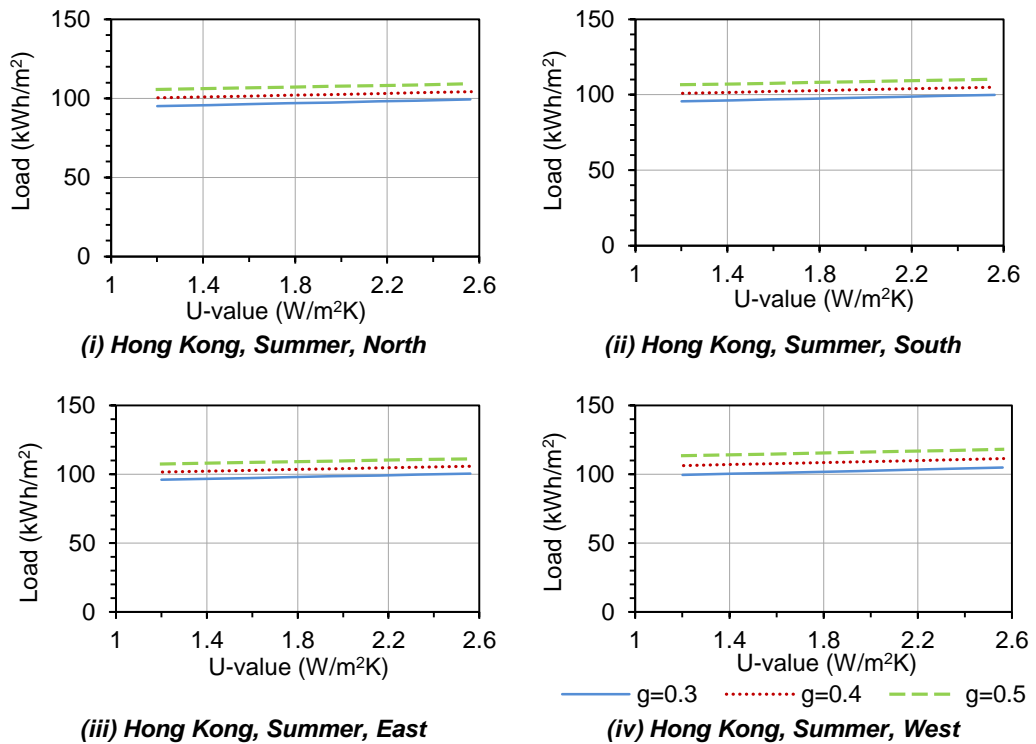 150
100
50
0
Load (kWh/m²)
1 1.4 1.8 2.2 2.6
U-value (W/m²K)
(i) Hong Kong, Summer, North
150
100
50
0
Load (kWh/m²)
1 1.4 1.8 2.2 2.6
U-value (W/m²K)
(ii) Hong Kong, Summer, South
150
100
50
0
Load (kWh/m²)
1 1.4 1.8 2.2 2.6
U-value (W/m²K)
(iii) Hong Kong, Summer, East
150
100
50
0
Load (kWh/m²)
1 1.4 1.8 2.2 2.6
U-value (W/m²K)
g=0.3 g=0.4 g=0.5
(iv) Hong Kong, Summer, West